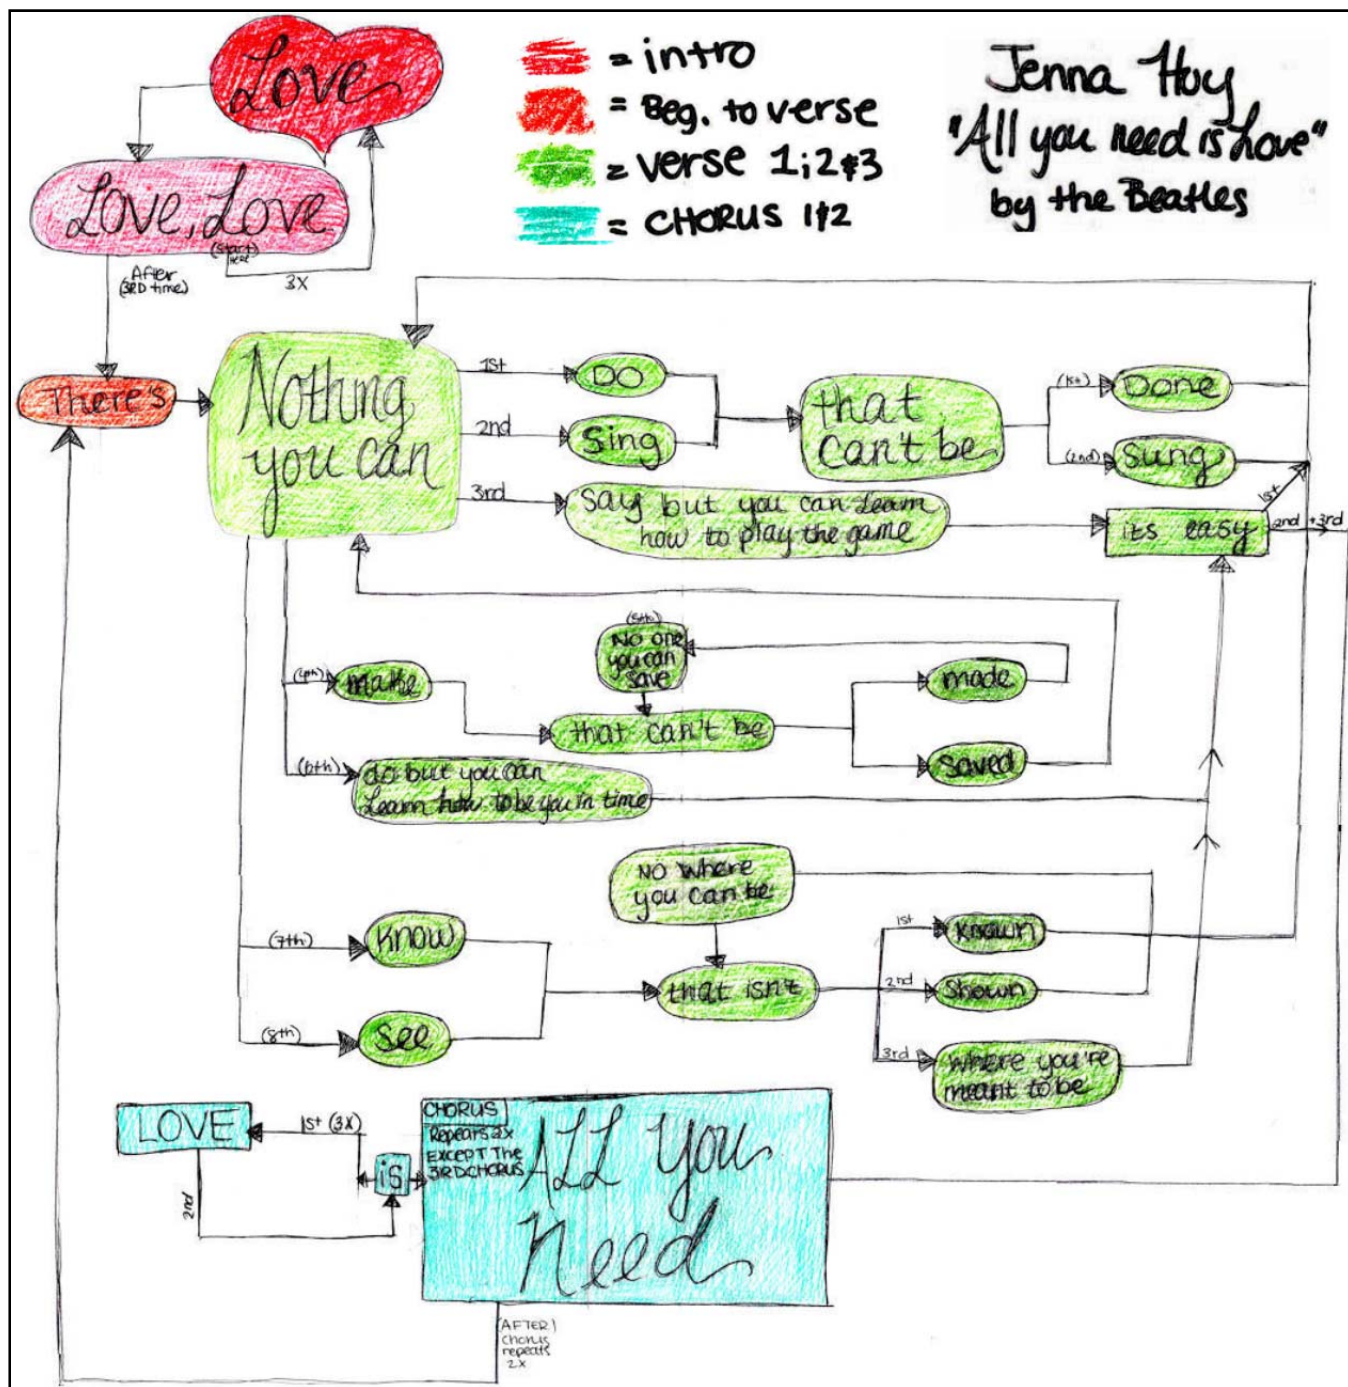 Love
Love, Love
(start
here)
3X
After
(3RD time)
= intro
= Beg. to verse
= verse 1;2&3
= CHORUS 1&2
Jenna Huy
"All you need is Love"
by the Beatles
There's
Nothing
you can
1st
DO
2nd
Sing
3rd
say but you can Learn
how to play the game
that
can't be
(1st)
Done
(2nd)
sung
its easy
1st
2nd + 3rd
(4th)
make
(5th)
No one
you can
save
that can't be
made
saved
(6th)
do but you can
Learn how to be you in time
No where
you can be
(7th)
know
(8th)
see
that isn't
1st
known
2nd
shown
3rd
where you're
meant to be
LOVE
1st (3X)
2nd
is
CHORUS
Repeats 2x
EXCEPT The
3RD CHORUS
ALL You
Need
(AFTER)
chorus
repeats
2X